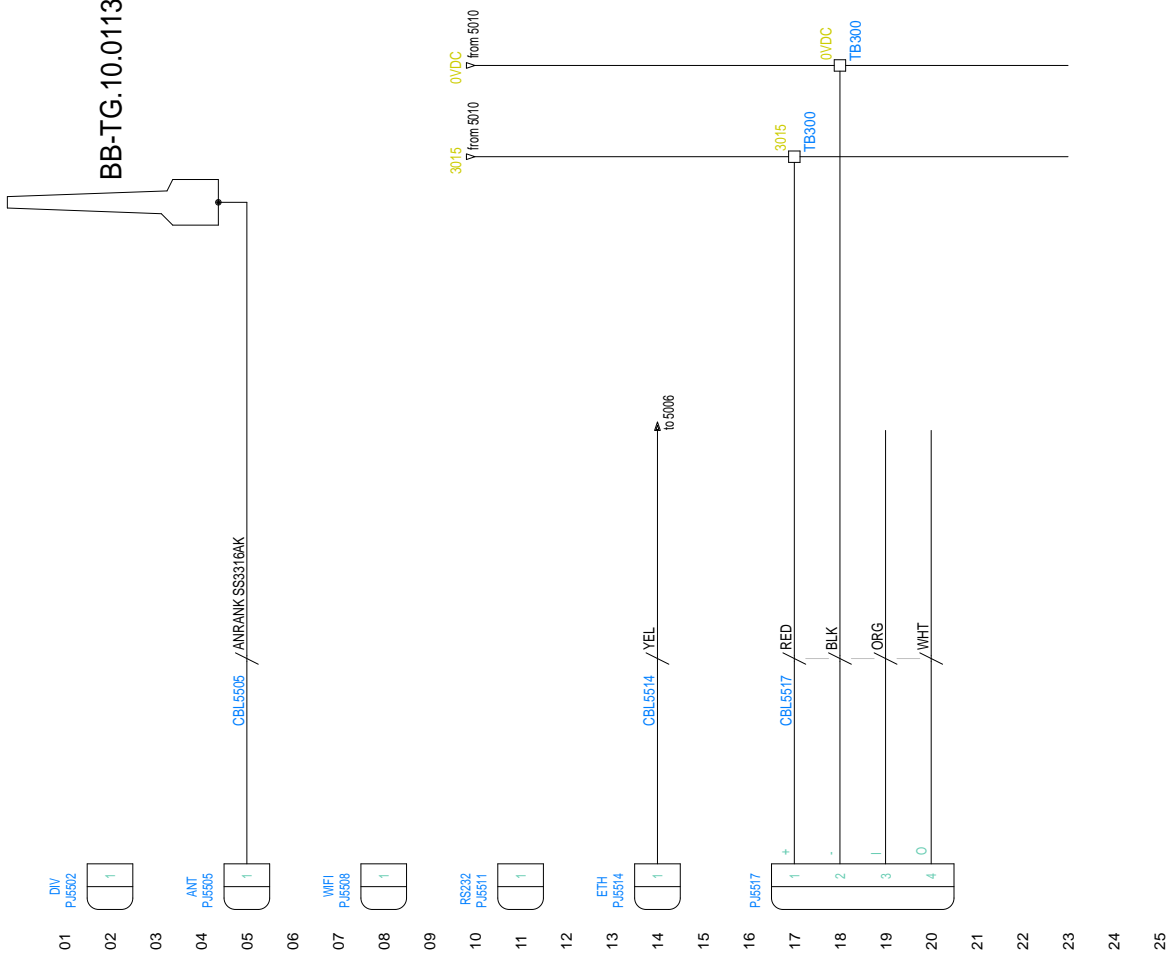 BB-TG.10.0113
0VDC
from 5010
3015
from 5010
0VDC
TB300
3015
TB300
to 5006
CBL5505
ANRANK SS3316AK
CBL5514
YEL
CBL5517
RED
BLK
ORG
WHT
DIV
PJ5502
1
ANT
PJ5505
1
WIFI
PJ5508
1
RS232
PJ5511
1
ETH
PJ5514
1
PJ5517
1
+
2
-
3
I
4
O
01
02
03
04
05
06
07
08
09
10
11
12
13
14
15
16
17
18
19
20
21
22
23
24
25